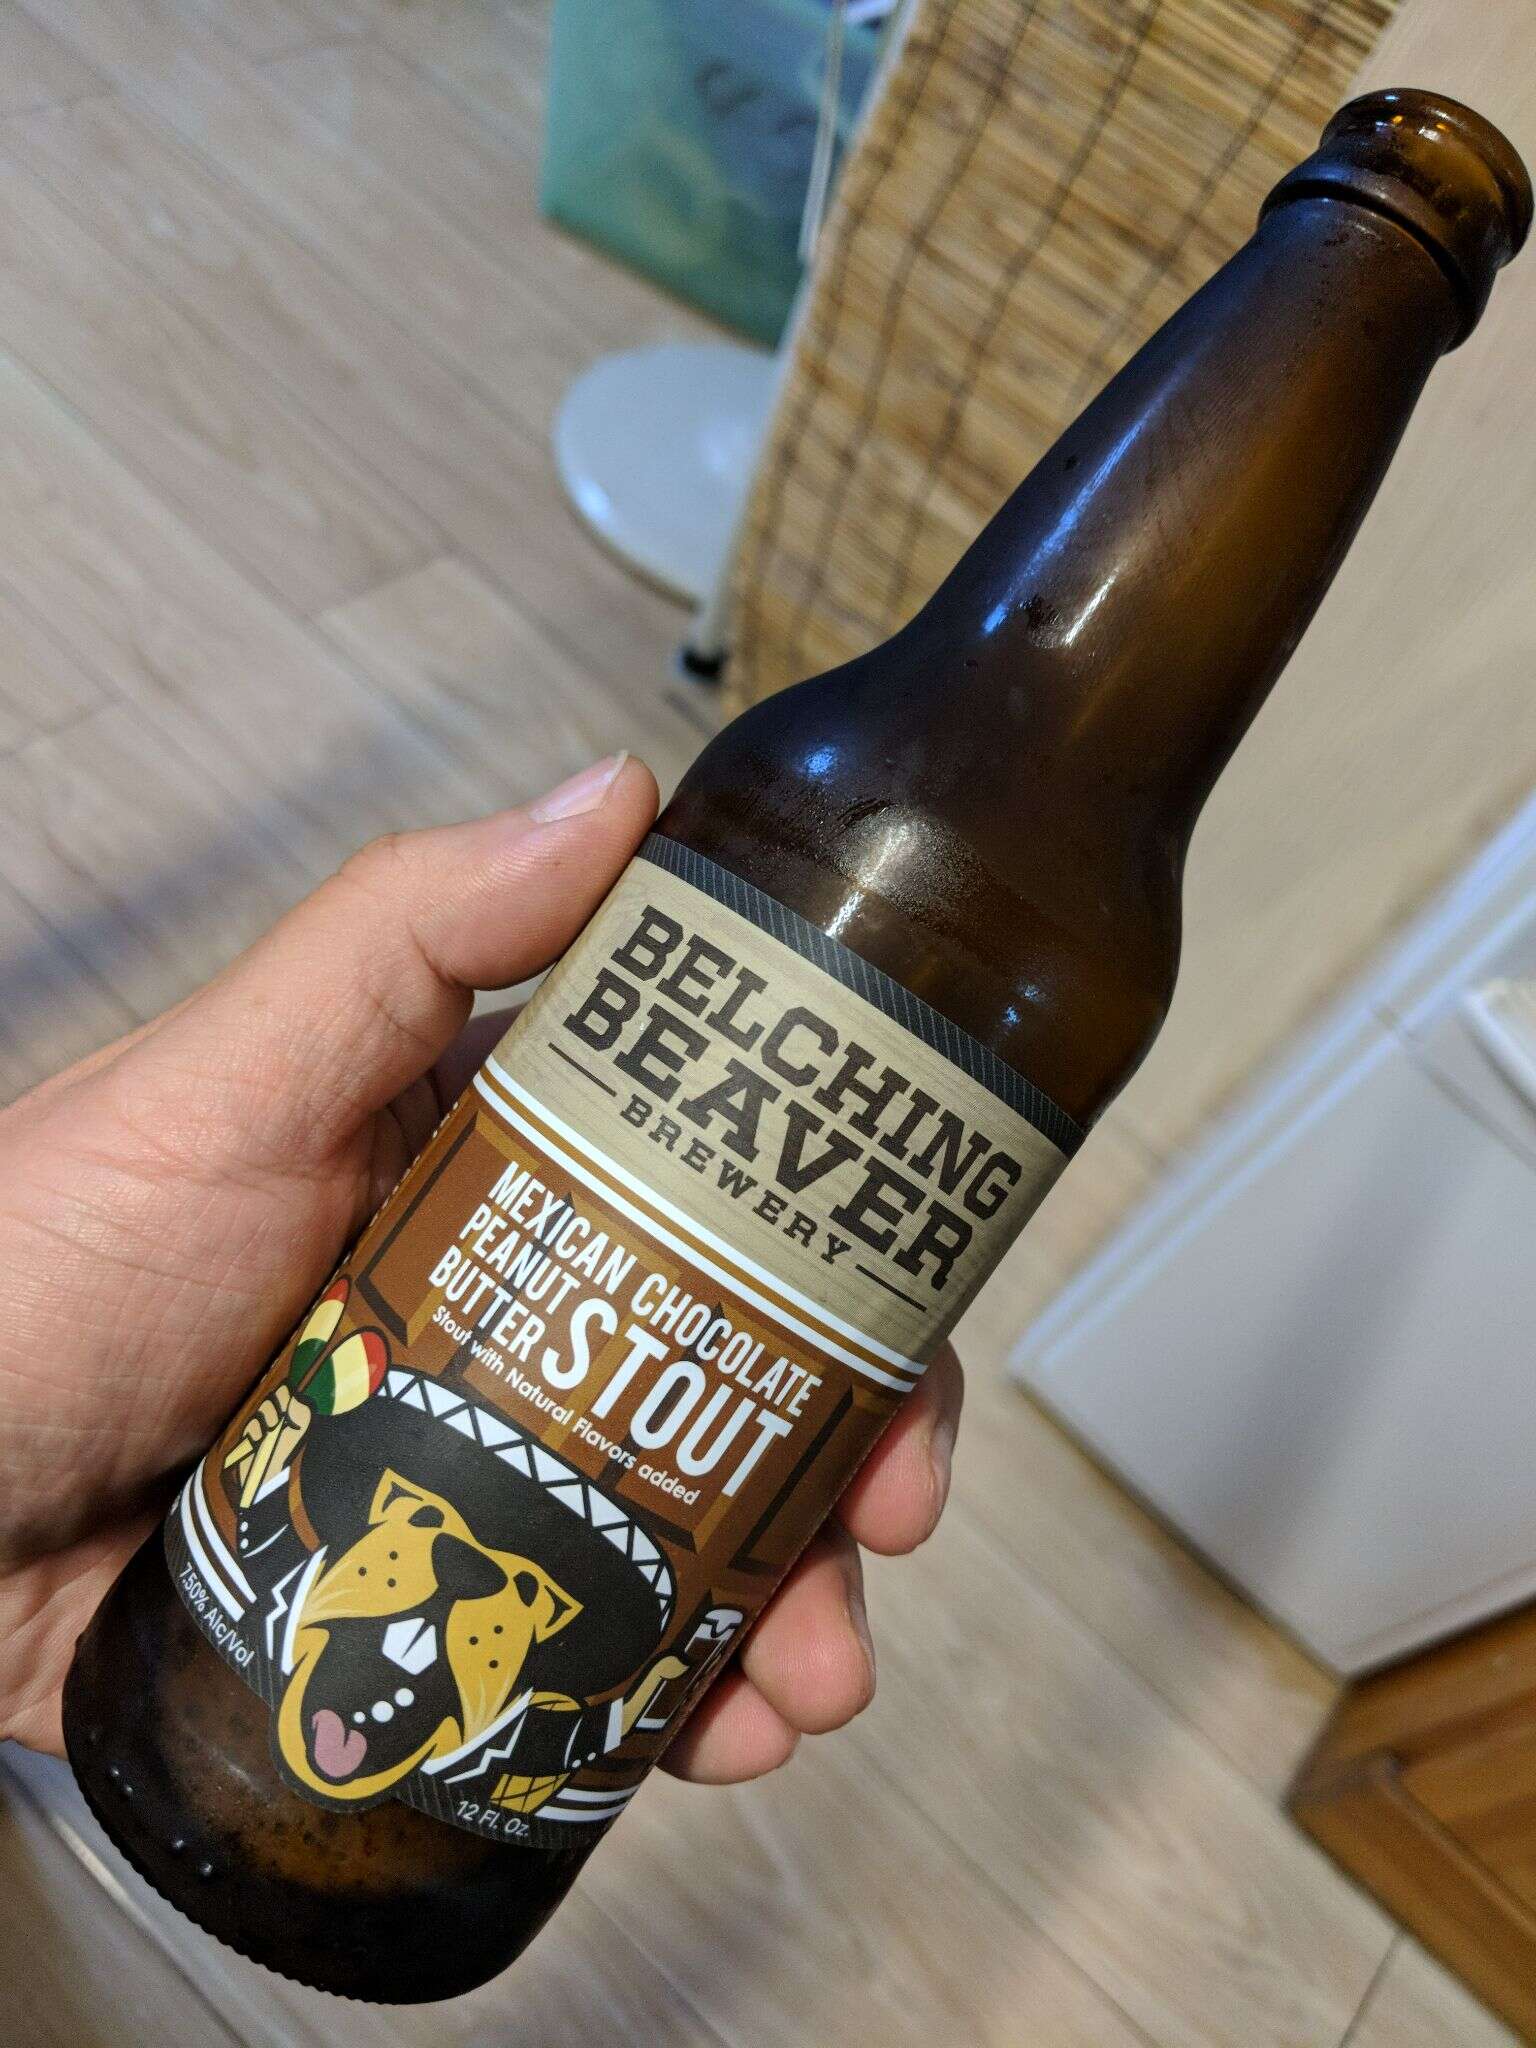 BELCHING
BEAVER
BREWERY
MEXICAN CHOCOLATE
PEANUT
BUTTER STOUT
Stout with Natural Flavors added
7.50% Alc/Vol
12 Fl. Oz.